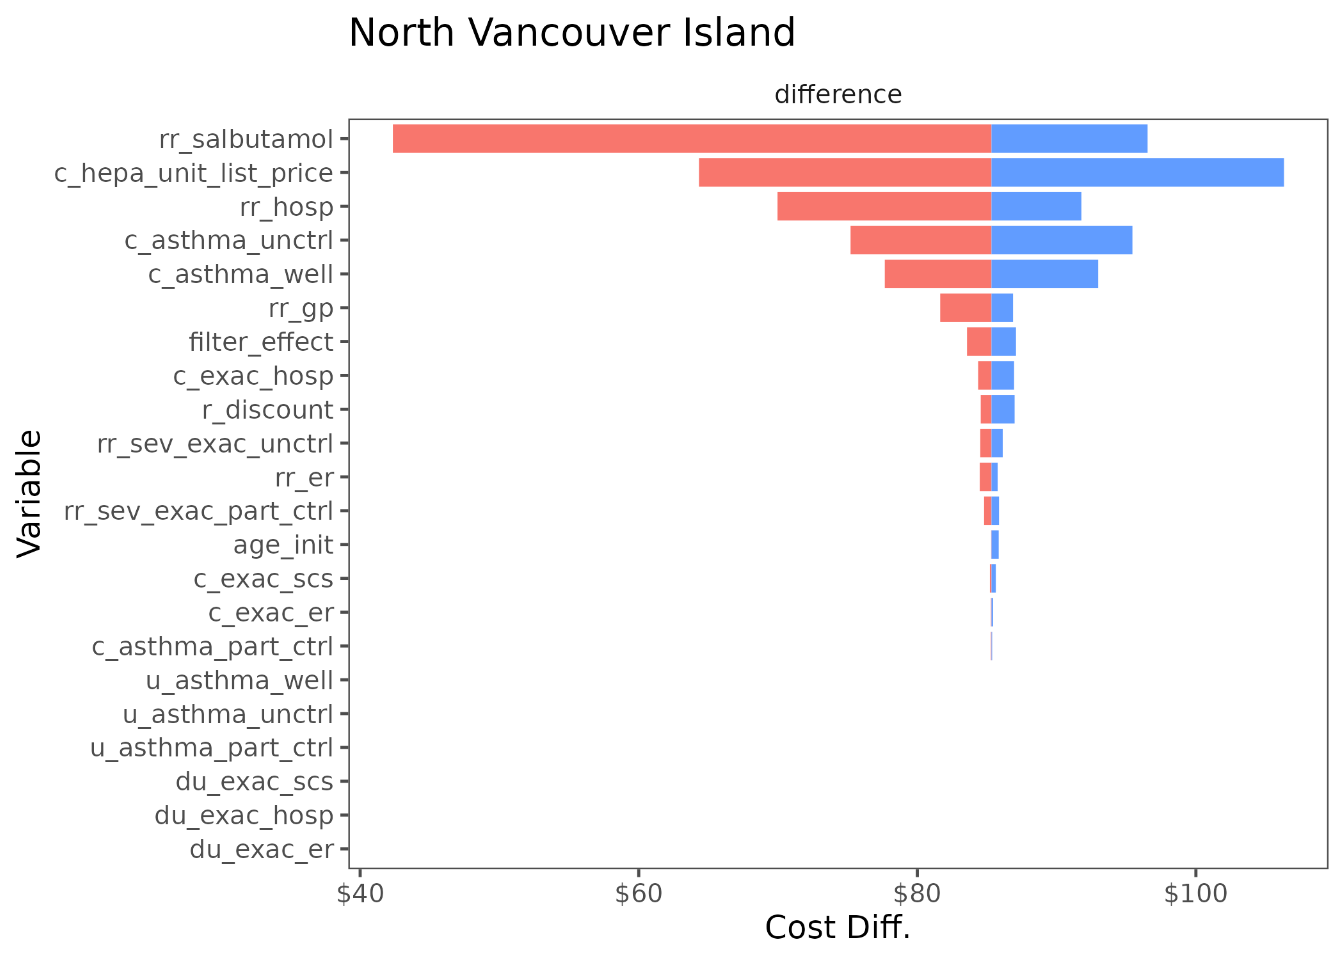 North Vancouver Island
difference
rr_salbutamol
c_hepa_unit_list_price
rr_hosp
c_asthma_unctrl
c_asthma_well
rr_gp
filter_effect
c_exac_hosp
r_discount
rr_sev_exac_unctrl
rr_er
rr_sev_exac_part_ctrl
age_init
c_exac_scs
c_exac_er
c_asthma_part_ctrl
u_asthma_well
u_asthma_unctrl
u_asthma_part_ctrl
du_exac_scs
du_exac_hosp
du_exac_er
Variable
$40 $60 $80 $100
Cost Diff.